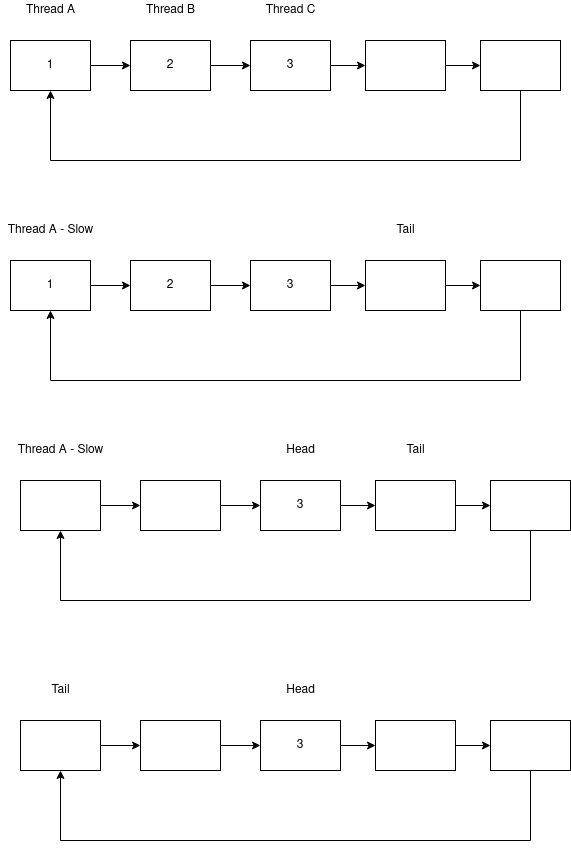 Thread A
Thread B
Thread C
1
2
3
Thread A - Slow
Tail
1
2
3
Thread A - Slow
Head
Tail
3
Tail
Head
3